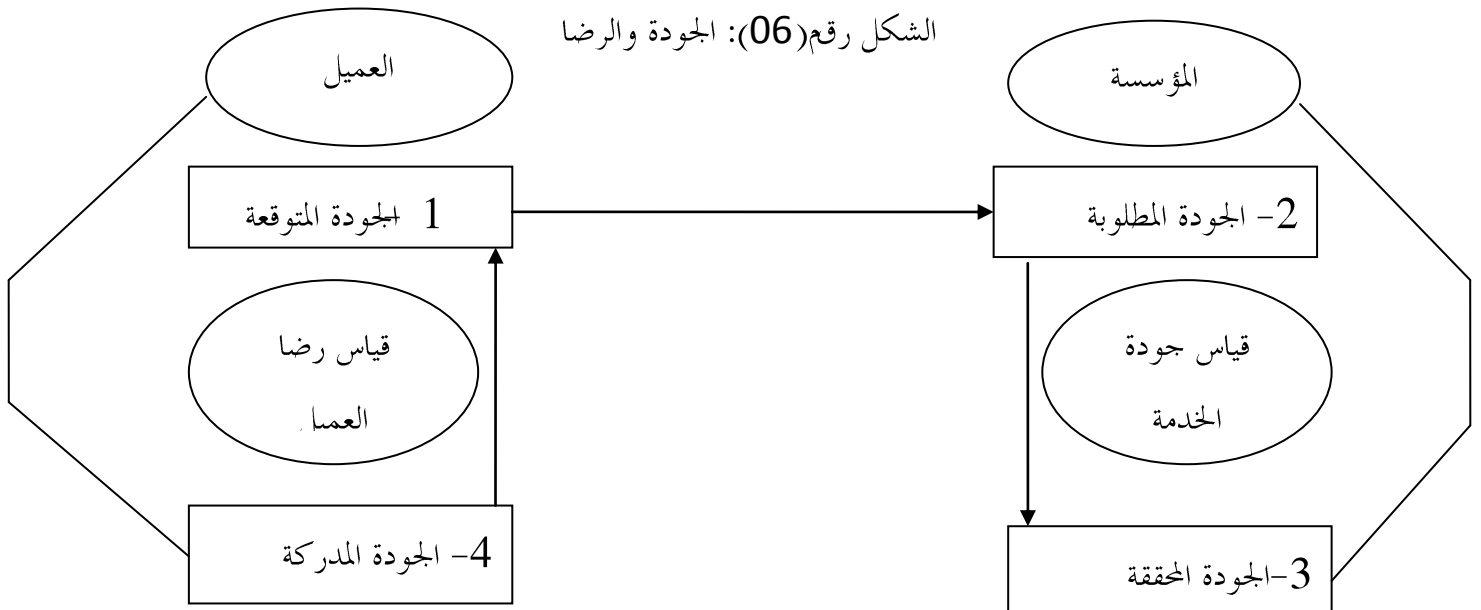 الشكل رقم(06): الجودة والرضا
المؤسسة
العميل
2- الجودة المطلوبة
1 -الجودة المتوقعة
قياس جودة
الخدمة
قياس رضا
3-الجودة المحققة
4- الجودة المدركة